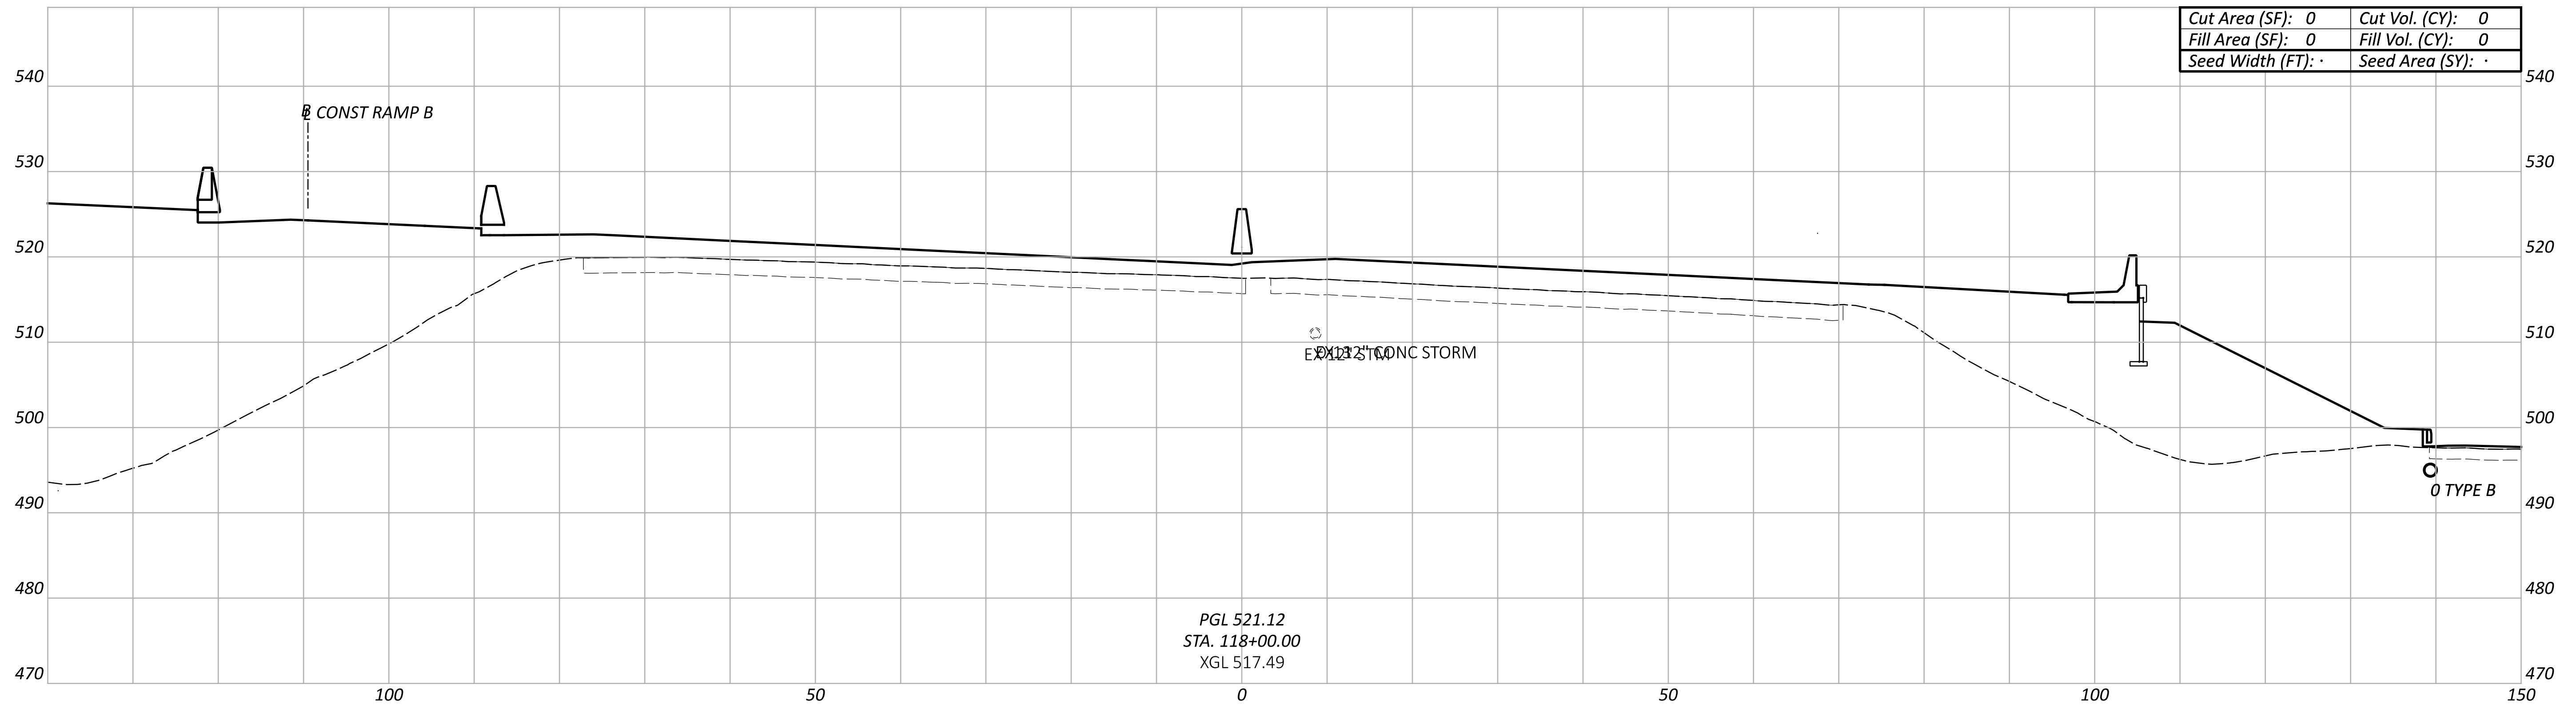 Cut Area (SF): 0 Cut Vol. (CY): 0
Fill Area (SF): 0 Fill Vol. (CY): 0
Seed Width (FT): · Seed Area (SY): ·
540 540
CONST RAMP B
530 530
520 520
510 510
CONC STORM
500 500
490 0 TYPE B 490
480 480
PGL 521.12
STA. 118+00.00
XGL 517.49
470 470
100 50 0 50 100 150